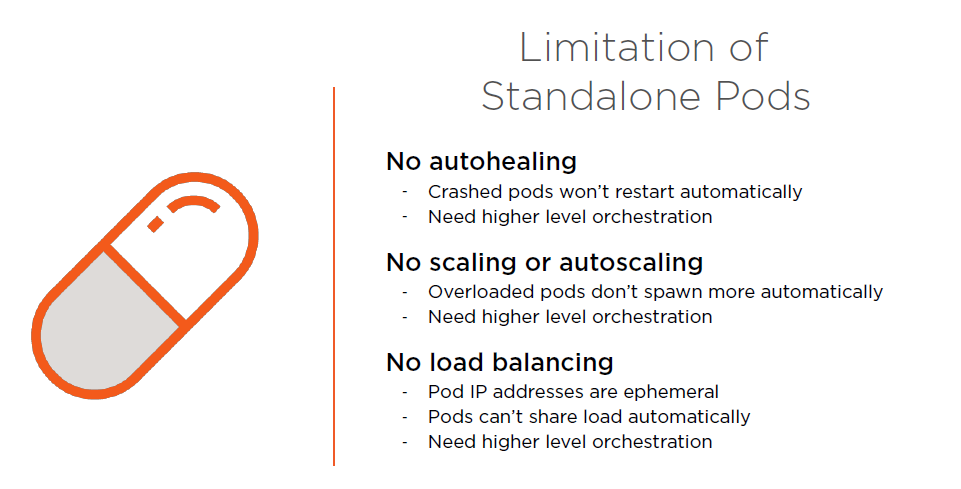 Limitation of
Standalone Pods
No autohealing
- Crashed pods won’t restart automatically
- Need higher level orchestration
No scaling or autoscaling
- Overloaded pods don’t spawn more automatically
- Need higher level orchestration
No load balancing
- Pod IP addresses are ephemeral
- Pods can’t share load automatically
- Need higher level orchestration